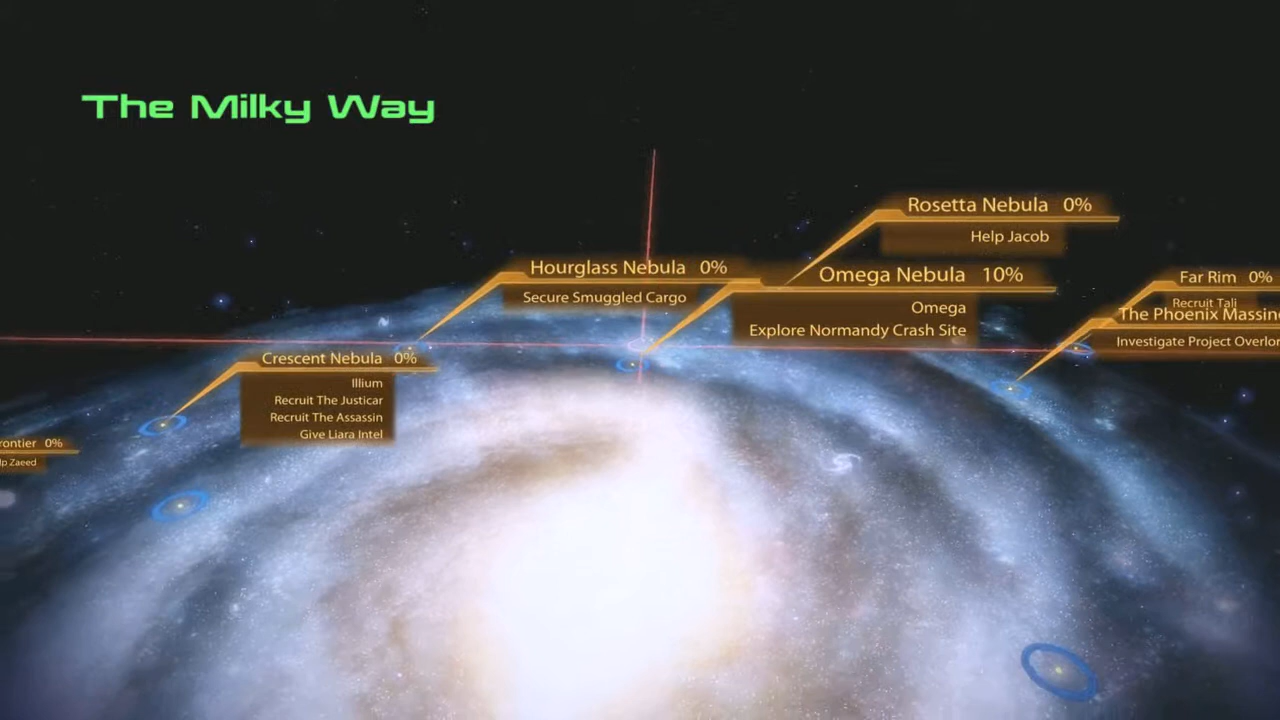 The Milky Way
Rosetta Nebula 0%
Help Jacob
Hourglass Nebula 0%
Secure Smuggled Cargo
Omega Nebula 10%
Omega
Explore Normandy Crash Site
Far Rim 0%
Recruit Tali
The Phoenix Massin
Investigate Project Overlor
Crescent Nebula 0%
Illium
Recruit The Justicar
Recruit The Assassin
Give Liara Intel
rontier 0%
lp Zaeed